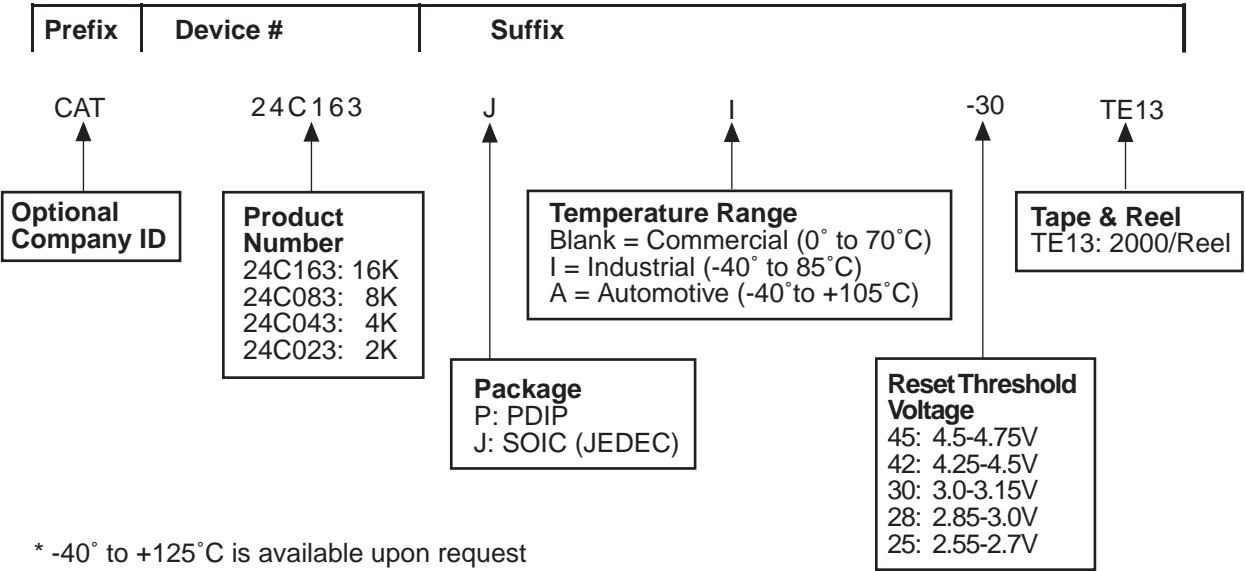 Prefix Device # Suffix
CAT 24C163 J I -30 TE13
Optional
Company ID
Product
Number
24C163: 16K
24C083: 8K
24C043: 4K
24C023: 2K
Temperature Range
Blank = Commercial (0˚ to 70˚C)
I = Industrial (-40˚ to 85˚C)
A = Automotive (-40˚to +105˚C)
Tape & Reel
TE13: 2000/Reel
Package
P: PDIP
J: SOIC (JEDEC)
Reset Threshold
Voltage
45: 4.5-4.75V
42: 4.25-4.5V
30: 3.0-3.15V
28: 2.85-3.0V
25: 2.55-2.7V
* -40˚ to +125˚C is available upon request